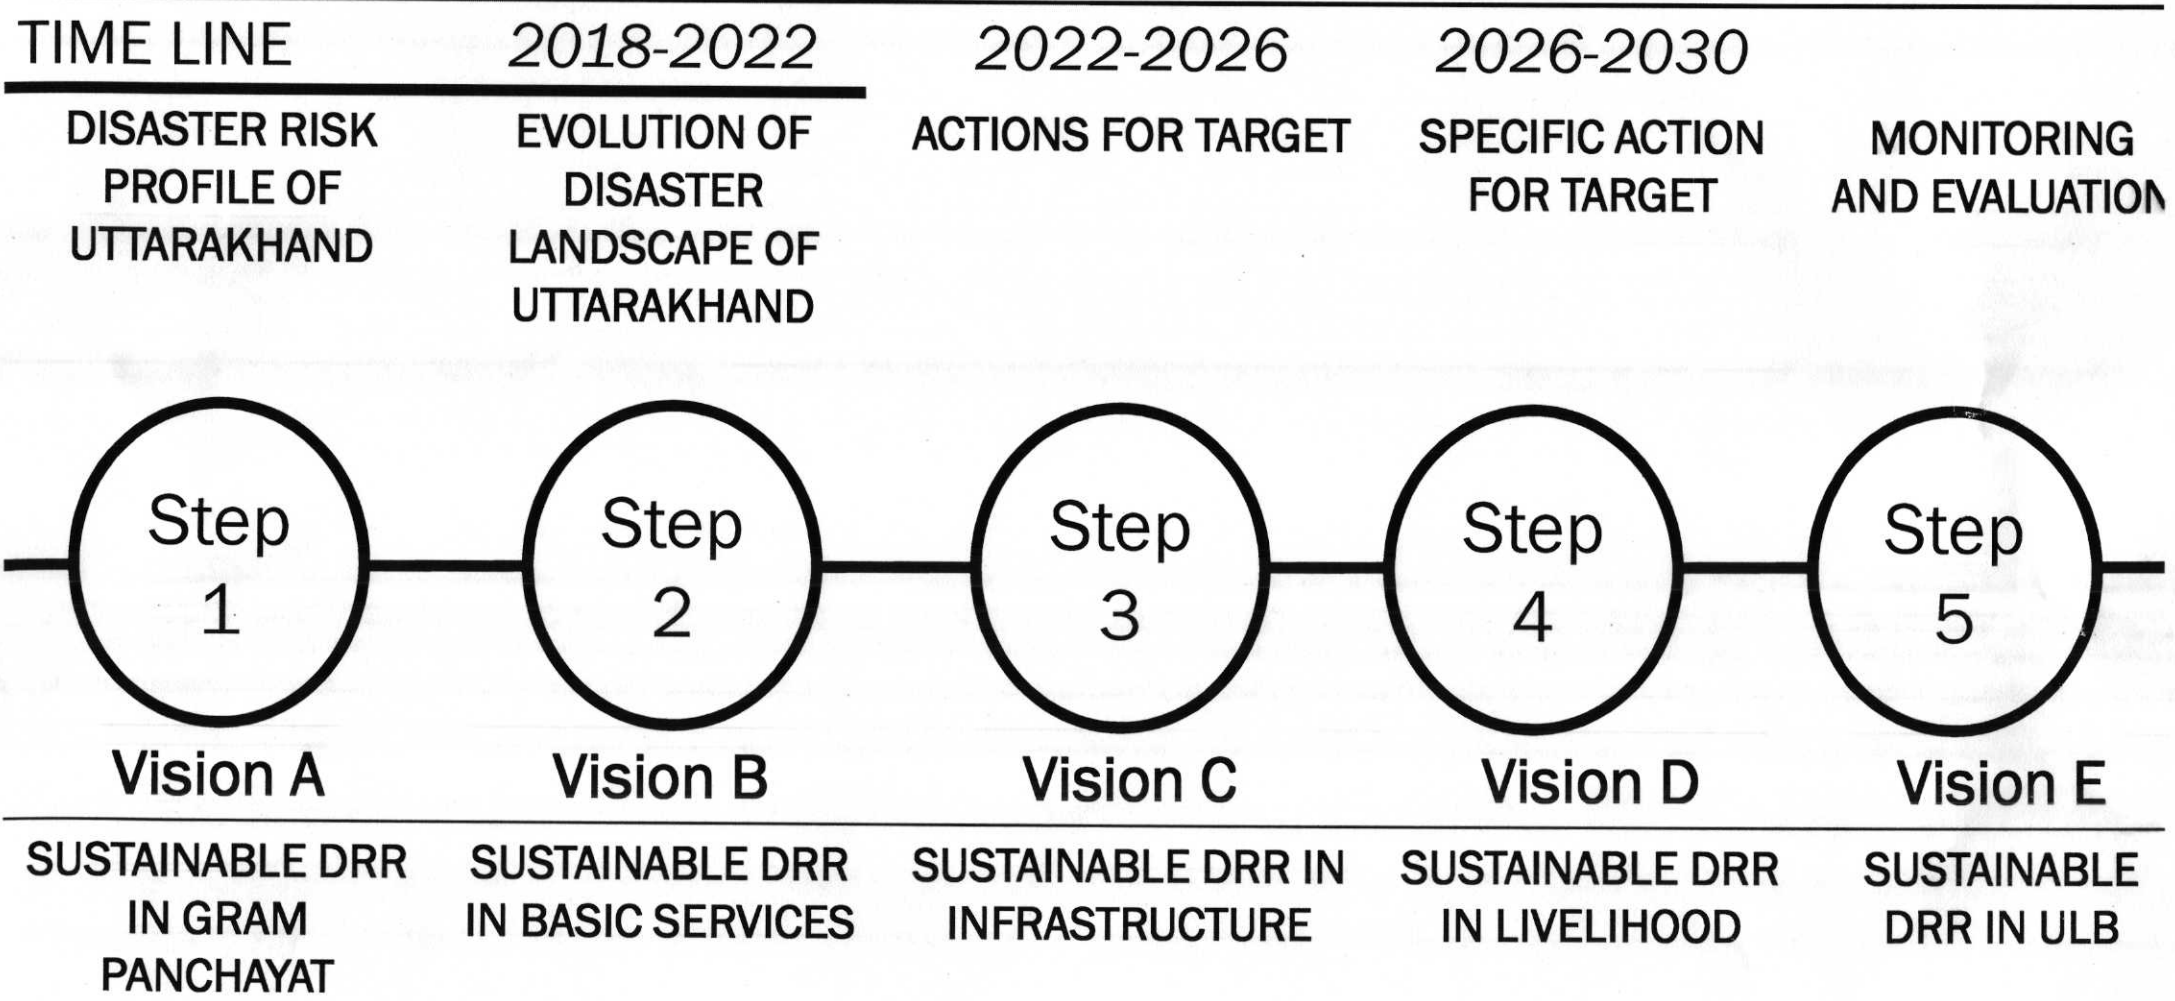 TIME LINE 2018-2022 2022-2026 2026-2030
DISASTER RISK
PROFILE OF
UTTARAKHAND
EVOLUTION OF
DISASTER
LANDSCAPE OF
UTTARAKHAND
ACTIONS FOR TARGET
SPECIFIC ACTION
FOR TARGET
MONITORING
AND EVALUATION
Step
1
Step
2
Step
3
Step
4
Step
5
Vision A
Vision B
Vision C
Vision D
Vision E
SUSTAINABLE DRR
IN GRAM
PANCHAYAT
SUSTAINABLE DRR
IN BASIC SERVICES
SUSTAINABLE DRR IN
INFRASTRUCTURE
SUSTAINABLE DRR
IN LIVELIHOOD
SUSTAINABLE
DRR IN ULB